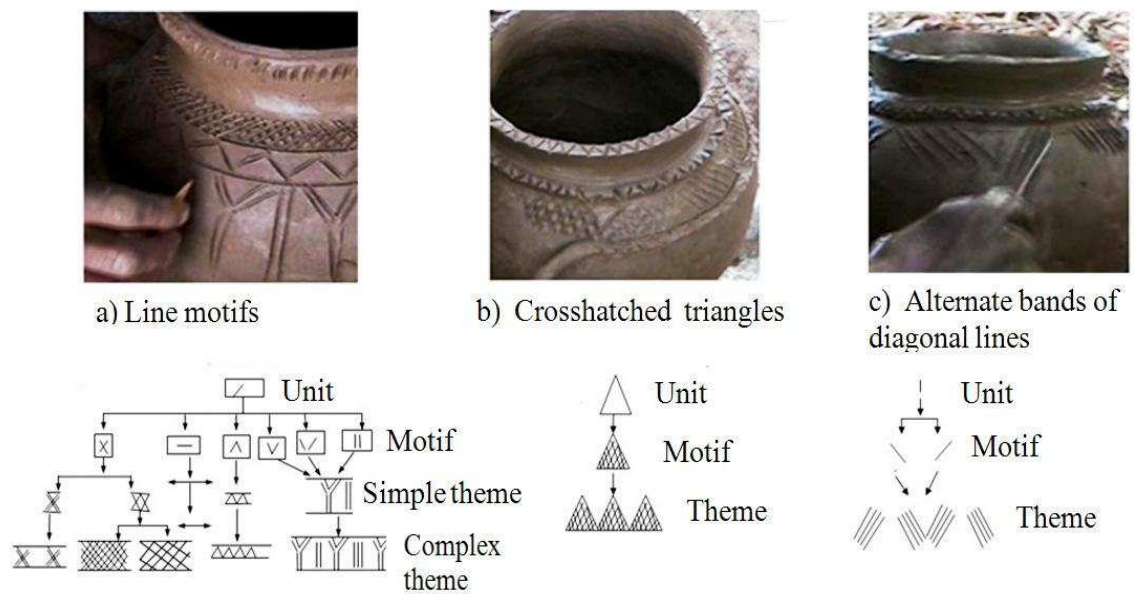 a) Line motifs
b) Crosshatched triangles
c) Alternate bands of
diagonal lines
Unit
Motif
Simple theme
Complex
theme
Unit
Motif
Theme
Unit
Motif
Theme